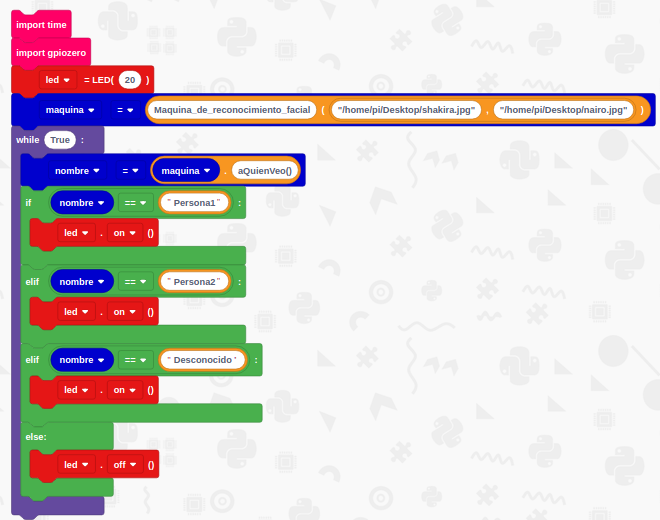 import time
import gpiozero
led = LED( 20 )
maquina = Maquina_de_reconocimiento_facial ( "/home/pi/Desktop/shakira.jpg" , "/home/pi/Desktop/nairo.jpg" )
while True :
nombre = maquina . aQuienVeo()
if nombre == " Persona1 " :
led . on ()
elif nombre == " Persona2 " :
led . on ()
elif nombre == " Desconocido " :
led . on ()
else:
led . off ()